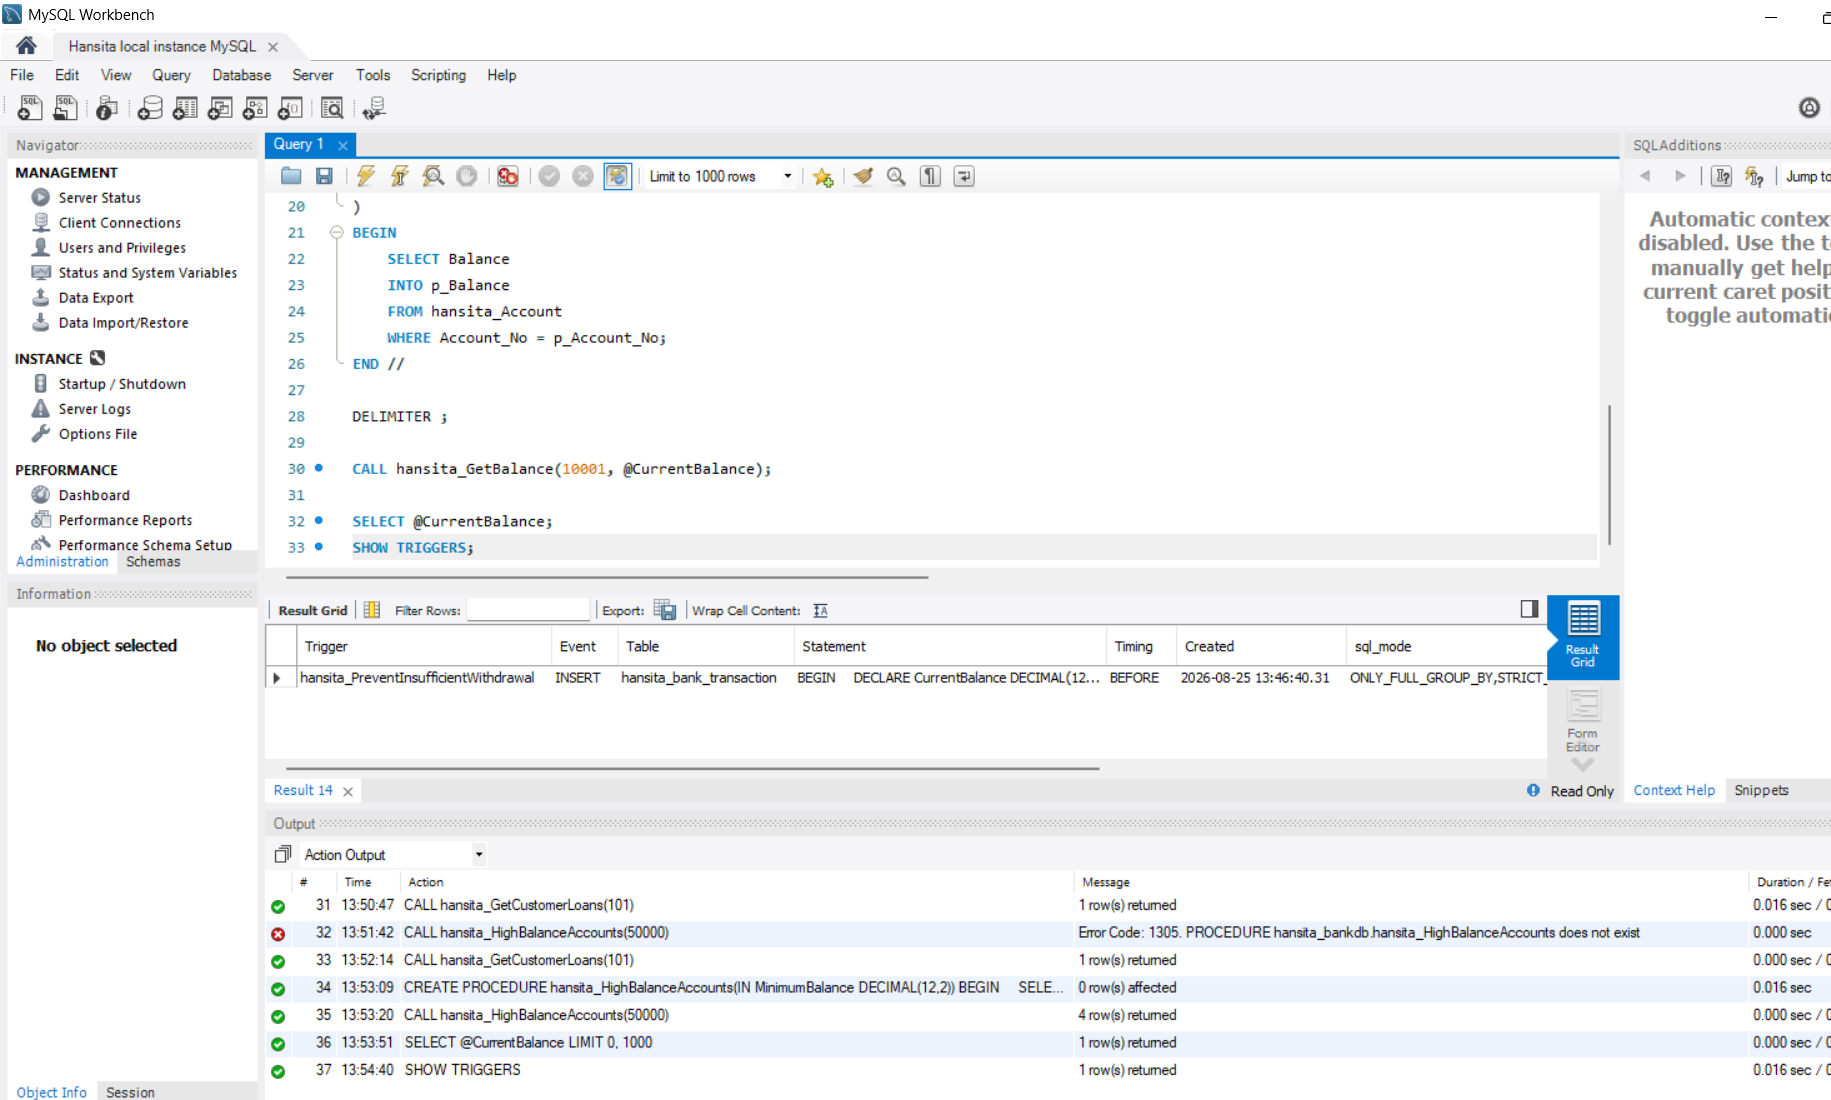 MySQL Workbench
Hansita local instance MySQL
File Edit View Query Database Server Tools Scripting Help
Navigator
MANAGEMENT
Server Status
Client Connections
Users and Privileges
Status and System Variables
Data Export
Data Import/Restore
INSTANCE
Startup / Shutdown
Server Logs
Options File
PERFORMANCE
Dashboard
Performance Reports
Performance Schema Setup
Administration Schemas
Information
No object selected
Object Info Session
Query 1
Limit to 1000 rows
20 )
21 BEGIN
22 SELECT Balance
23 INTO p_Balance
24 FROM hansita_Account
25 WHERE Account_No = p_Account_No;
26 END //
27
28 DELIMITER ;
29
30 CALL hansita_GetBalance(10001, @CurrentBalance);
31
32 SELECT @CurrentBalance;
33 SHOW TRIGGERS;
Result Grid Filter Rows: Export: Wrap Cell Content:
Trigger Event Table Statement Timing Created sql_mode
hansita_PreventInsufficientWithdrawal INSERT hansita_bank_transaction BEGIN DECLARE CurrentBalance DECIMAL(12... BEFORE 2026-08-25 13:46:40.31 ONLY_FULL_GROUP_BY,STRICT_
Result Grid
Form Editor
Result 14
Read Only
SQLAdditions
Jump to
Automatic context
disabled. Use the t
manually get help
current caret posit
toggle automati
Context Help Snippets
Output
Action Output
# Time Action Message Duration / Fe
31 13:50:47 CALL hansita_GetCustomerLoans(101) 1 row(s) returned 0.016 sec / 0
32 13:51:42 CALL hansita_HighBalanceAccounts(50000) Error Code: 1305. PROCEDURE hansita_bankdb.hansita_HighBalanceAccounts does not exist 0.000 sec
33 13:52:14 CALL hansita_GetCustomerLoans(101) 1 row(s) returned 0.000 sec / 0
34 13:53:09 CREATE PROCEDURE hansita_HighBalanceAccounts(IN MinimumBalance DECIMAL(12,2)) BEGIN SELE... 0 row(s) affected 0.016 sec
35 13:53:20 CALL hansita_HighBalanceAccounts(50000) 4 row(s) returned 0.000 sec / 0
36 13:53:51 SELECT @CurrentBalance LIMIT 0, 1000 1 row(s) returned 0.000 sec / 0
37 13:54:40 SHOW TRIGGERS 1 row(s) returned 0.016 sec / 0